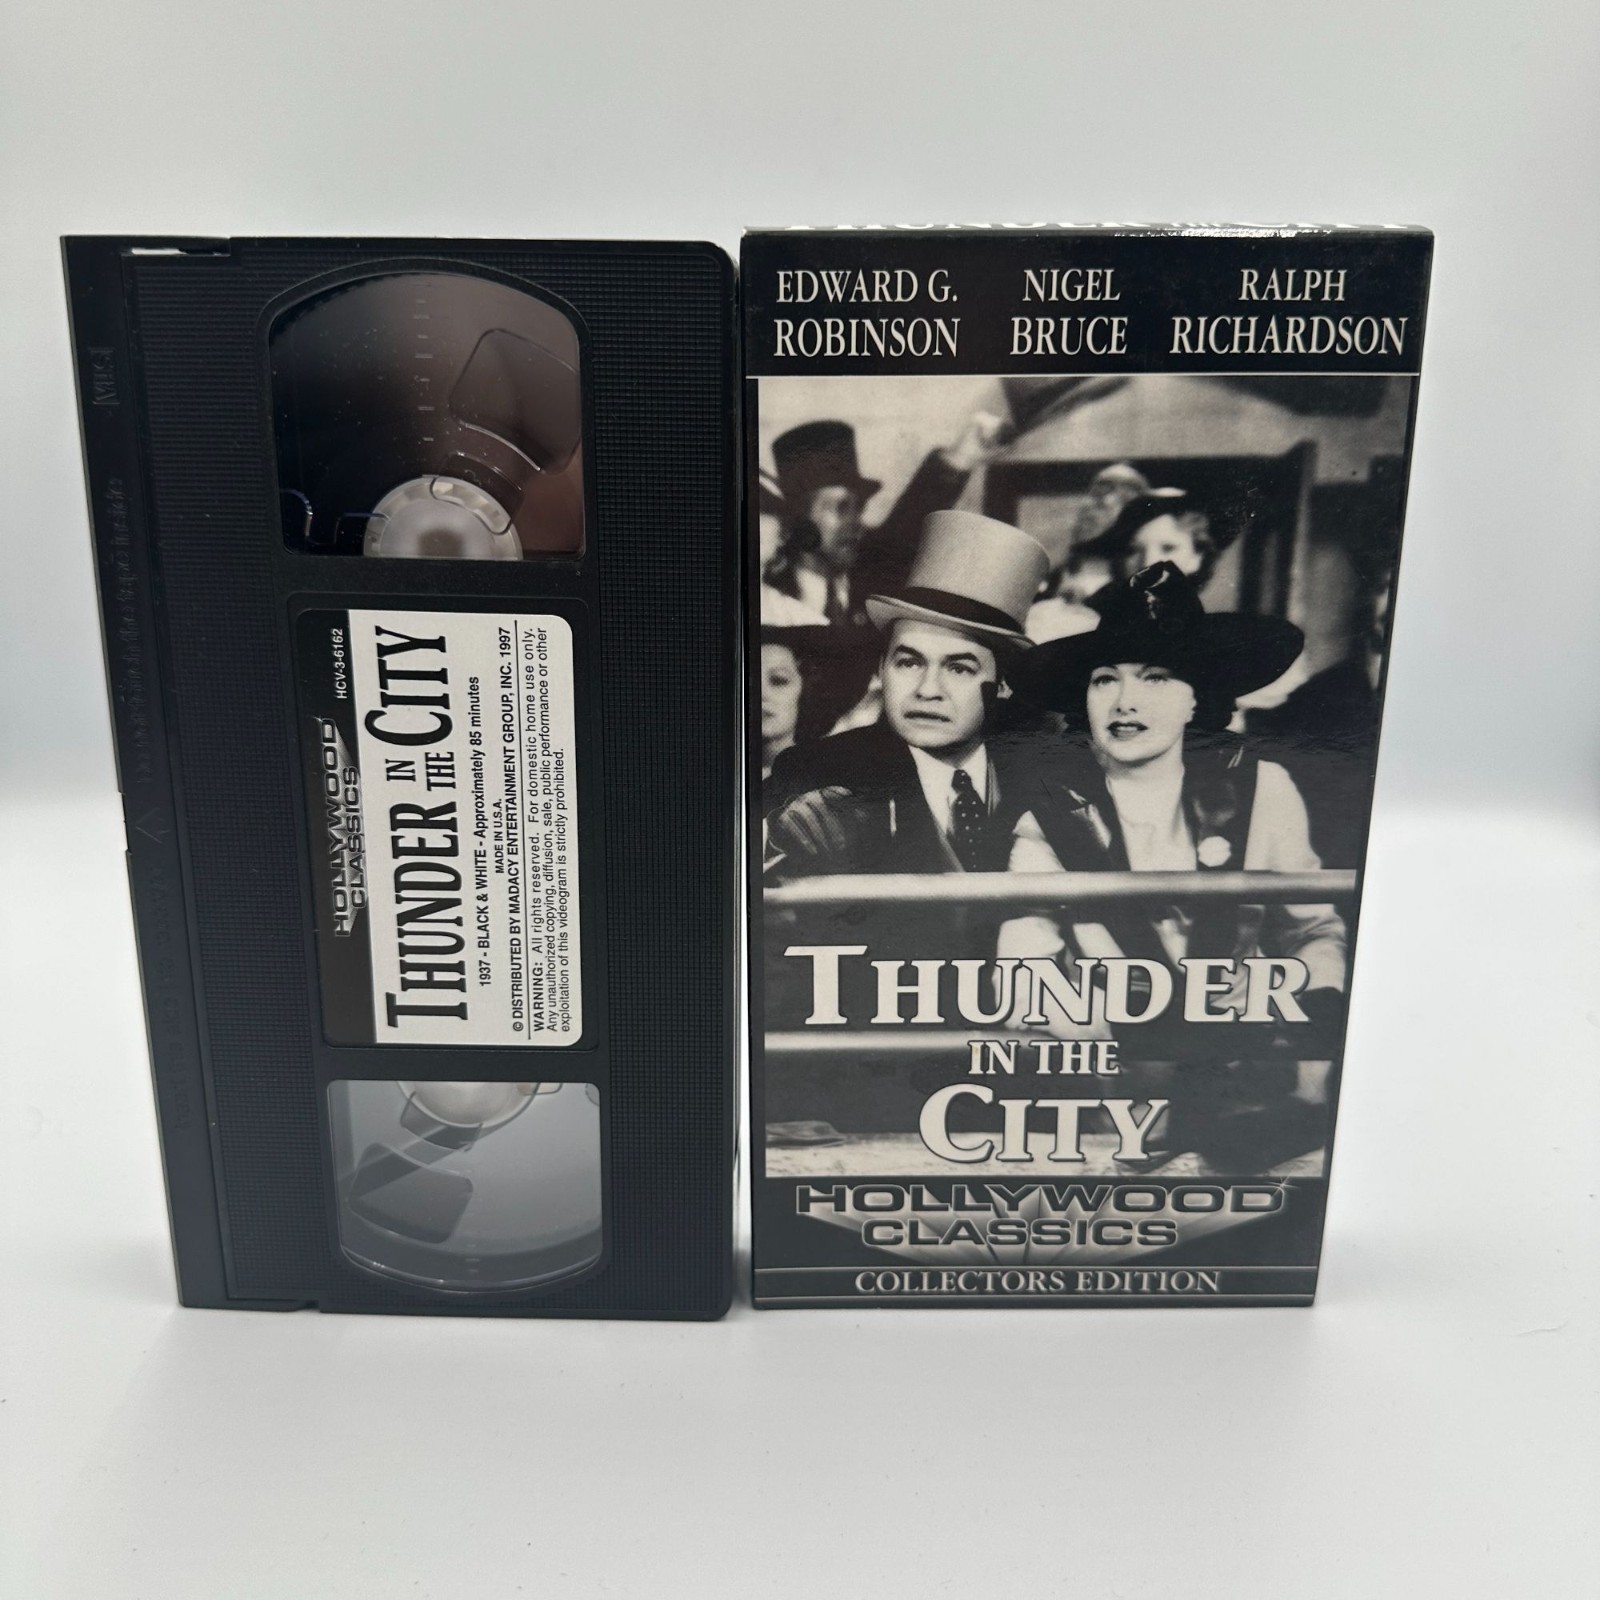 HOLLYWOOD
CLASSICS
HCV-3-6162
THUNDER IN THE CITY
1937 - BLACK & WHITE - Approximately 85 minutes
MADE IN U.S.A.
© DISTRIBUTED BY MADACY ENTERTAINMENT GROUP, INC. 1997
WARNING: All rights reserved. For domestic home use only.
Any unauthorized copying, diffusion, sale, public performance or other
exploitation of this videogram is strictly prohibited.
VHS
EDWARD G. NIGEL RALPH
ROBINSON BRUCE RICHARDSON
THUNDER
IN THE
CITY
HOLLYWOOD
CLASSICS
COLLECTORS EDITION